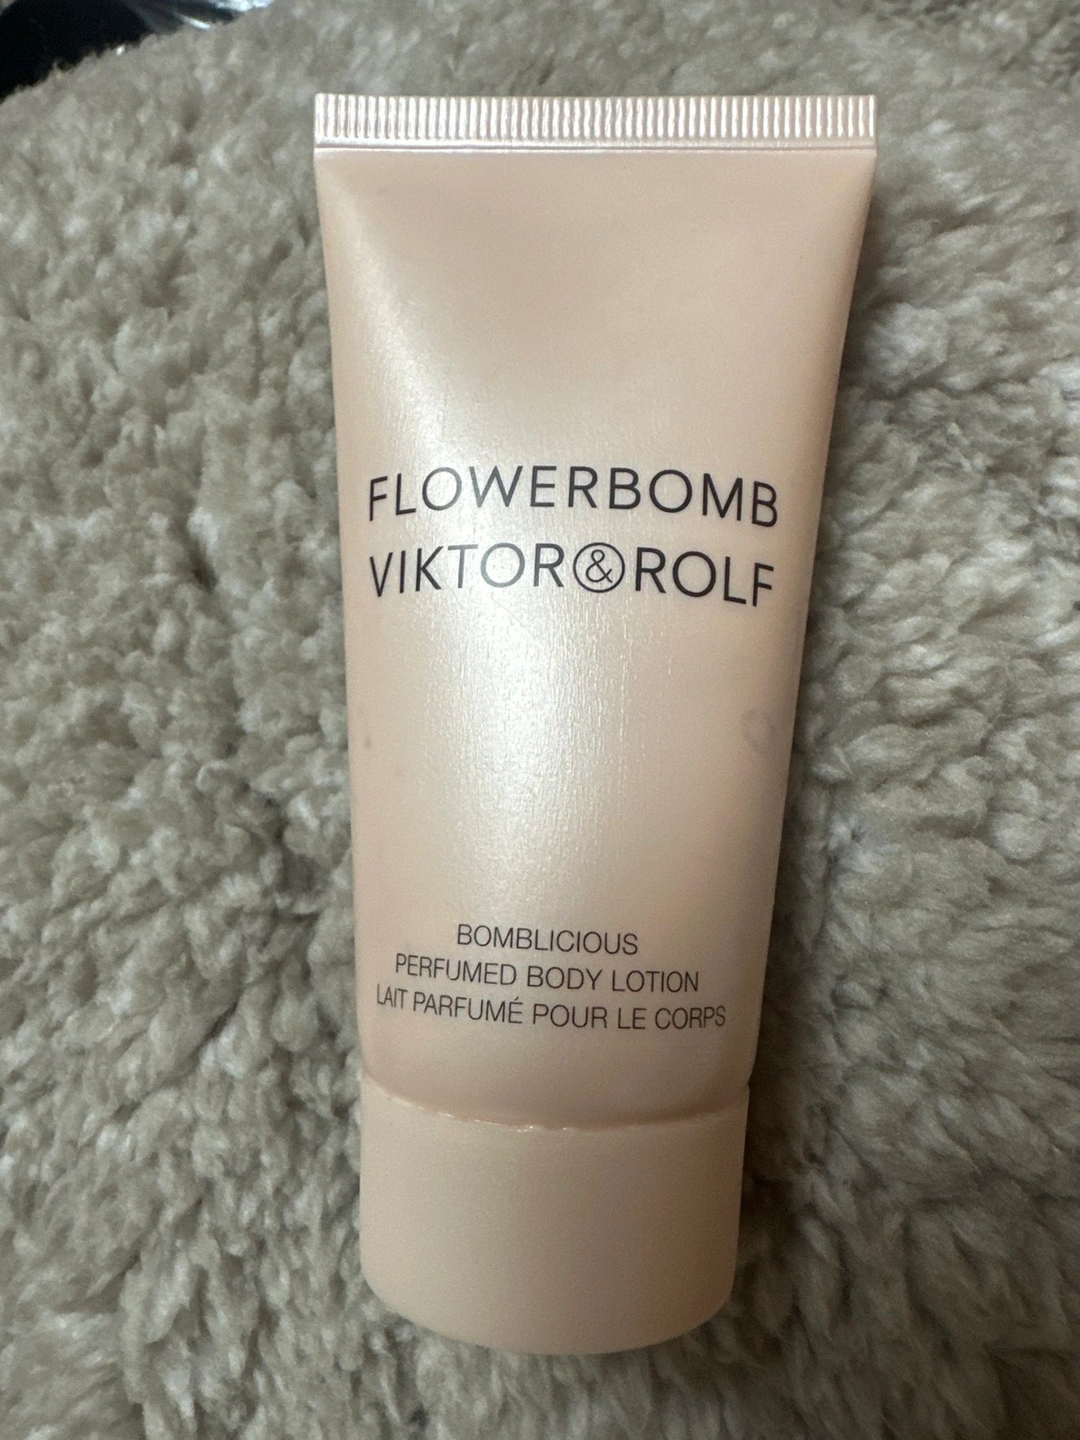 FLOWERBOMB
VIKTOR&ROLF
BOMBLICIOUS
PERFUMED BODY LOTION
LAIT PARFUMÉ POUR LE CORPS